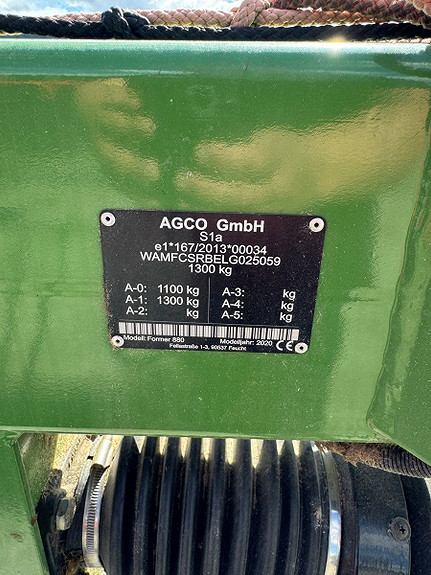 AGCO GmbH
S1a
e1*167/2013*00034
WAMFCSRBELG025059
1300 kg
A-0: 1100 kg A-3: kg
A-1: 1300 kg A-4: kg
A-2: kg A-5: kg
Modell: Former 880 Modelljahr: 2020
Fellastraße 1-3, 90537 Feucht CE